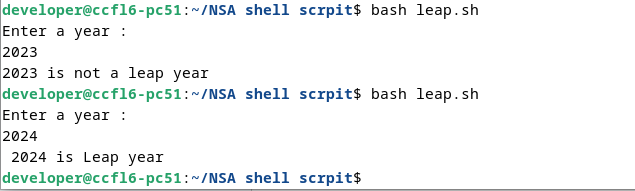 developer@ccfl6-pc51:~/NSA shell scrpit$ bash leap.sh
Enter a year :
2023
2023 is not a leap year
developer@ccfl6-pc51:~/NSA shell scrpit$ bash leap.sh
Enter a year :
2024
 2024 is Leap year
developer@ccfl6-pc51:~/NSA shell scrpit$